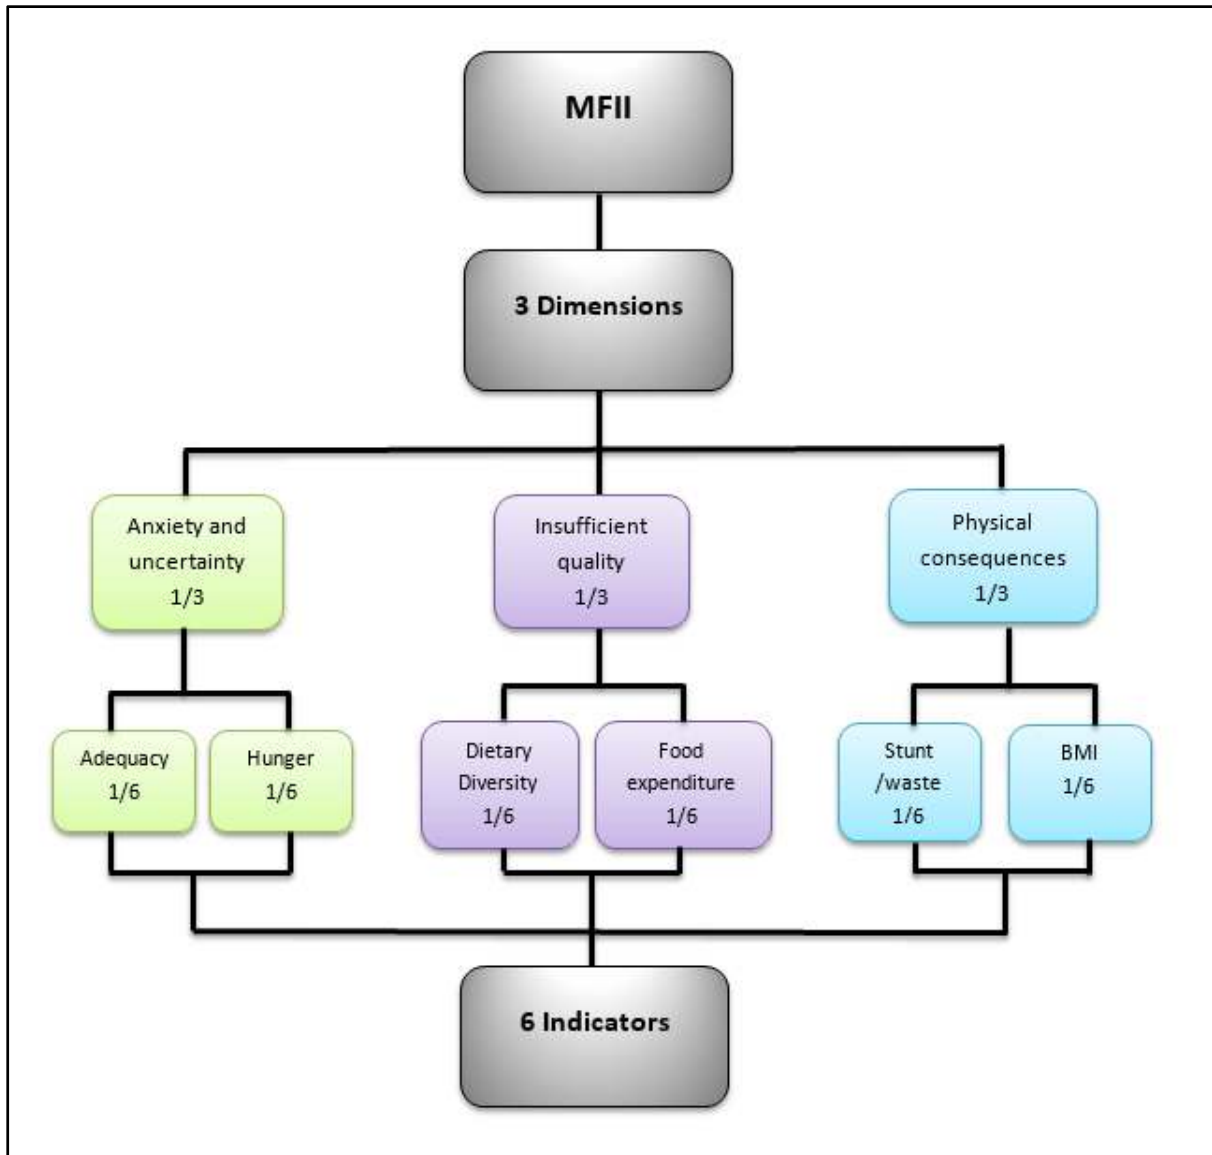 MFII
3 Dimensions
Anxiety and
uncertainty
1/3
Insufficient
quality
1/3
Physical
consequences
1/3
Adequacy
1/6
Hunger
1/6
Dietary
Diversity
1/6
Food
expenditure
1/6
Stunt
/waste
1/6
BMI
1/6
6 Indicators